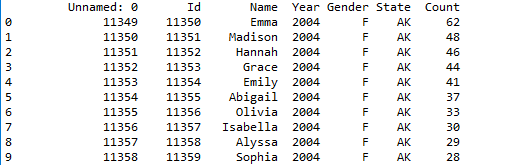 Unnamed: 0 Id Name Year Gender State Count
0 11349 11350 Emma 2004 F AK 62
1 11350 11351 Madison 2004 F AK 48
2 11351 11352 Hannah 2004 F AK 46
3 11352 11353 Grace 2004 F AK 44
4 11353 11354 Emily 2004 F AK 41
5 11354 11355 Abigail 2004 F AK 37
6 11355 11356 Olivia 2004 F AK 33
7 11356 11357 Isabella 2004 F AK 30
8 11357 11358 Alyssa 2004 F AK 29
9 11358 11359 Sophia 2004 F AK 28